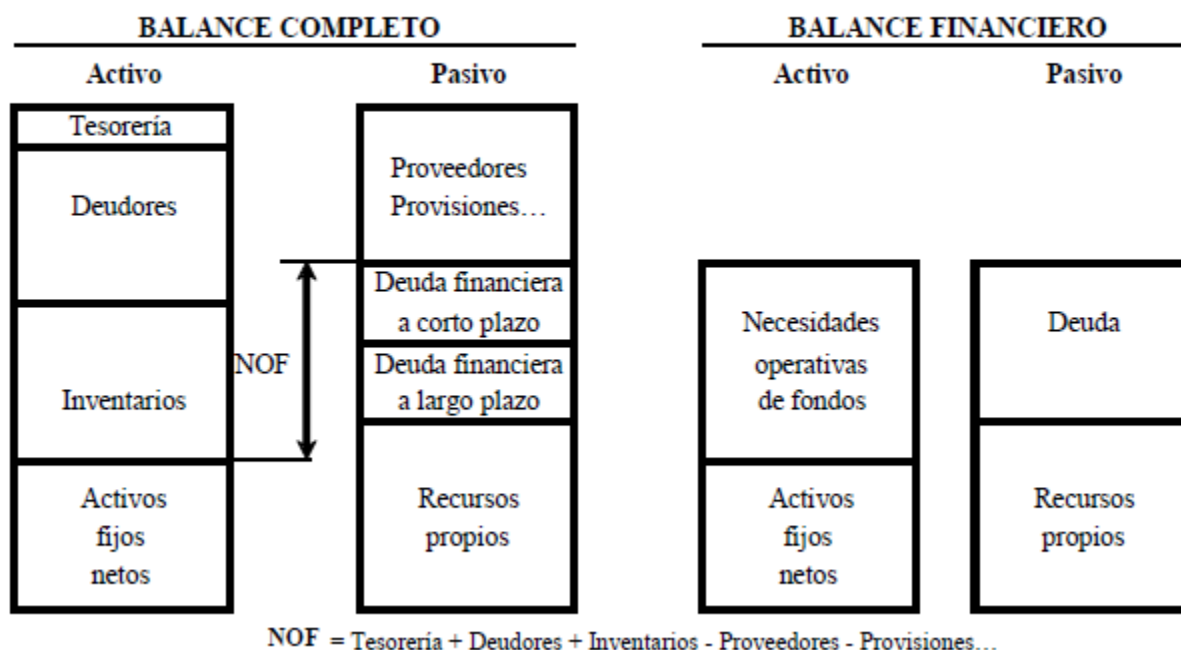 BALANCE COMPLETO
Activo
Pasivo
Tesorería
Deudores
Inventarios
Activos
fijos
netos
NOF
Proveedores
Provisiones…
Deuda financiera
a corto plazo
Deuda financiera
a largo plazo
Recursos
propios
BALANCE FINANCIERO
Activo
Pasivo
Necesidades
operativas
de fondos
Activos
fijos
netos
Deuda
Recursos
propios
NOF = Tesorería + Deudores + Inventarios - Proveedores - Provisiones…